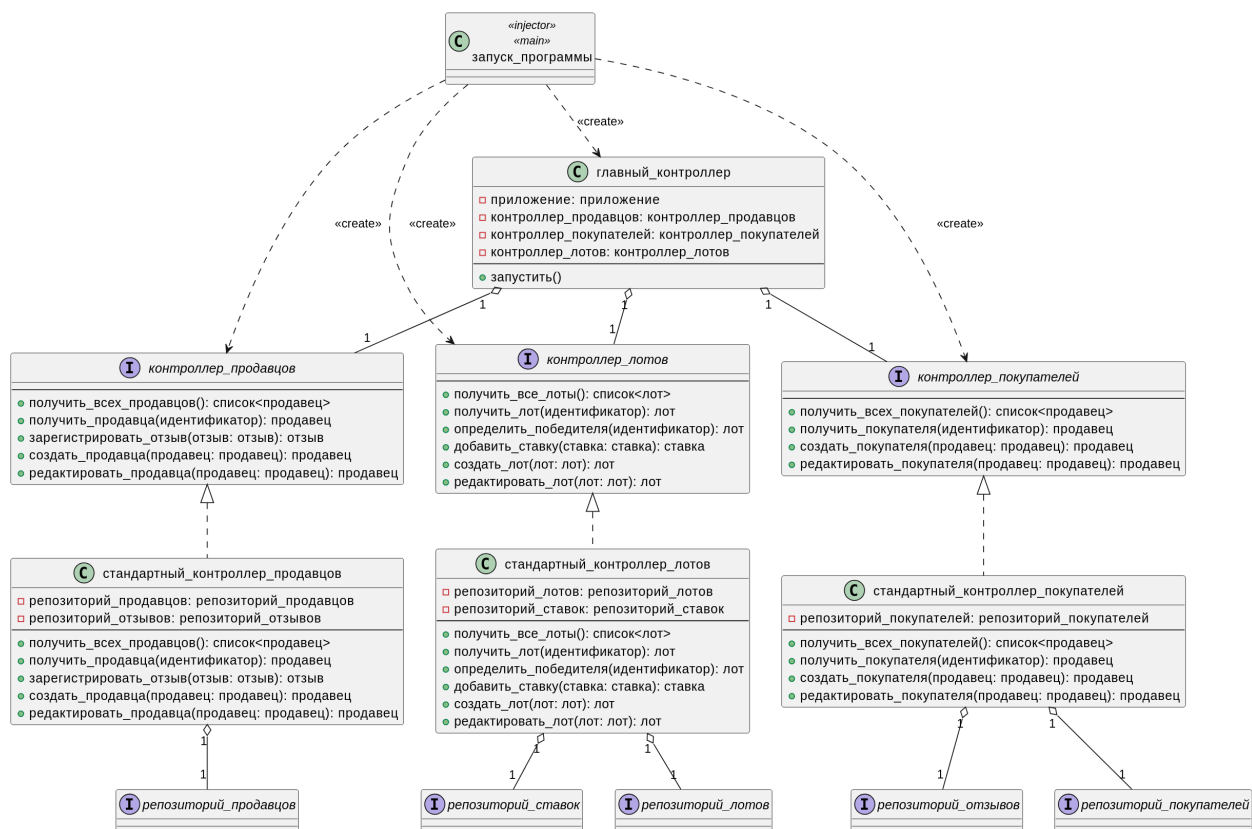 «injector»
«main»
C
запуск_программы
«create»
«create»
«create»
«create»
C главный_контроллер
приложение: приложение
контроллер_продавцов: контроллер_продавцов
контроллер_покупателей: контроллер_покупателей
контроллер_лотов: контроллер_лотов
запустить()
1
1
1
1
1
1
I контроллер_продавцов
получить_всех_продавцов(): список<продавец>
получить_продавца(идентификатор): продавец
зарегистрировать_отзыв(отзыв: отзыв): отзыв
создать_продавца(продавец: продавец): продавец
редактировать_продавца(продавец: продавец): продавец
I контроллер_лотов
получить_все_лоты(): список<лот>
получить_лот(идентификатор): лот
определить_победителя(идентификатор): лот
добавить_ставку(ставка: ставка): ставка
создать_лот(лот: лот): лот
редактировать_лот(лот: лот): лот
I контроллер_покупателей
получить_всех_покупателей(): список<продавец>
получить_покупателя(идентификатор): продавец
создать_покупателя(продавец: продавец): продавец
редактировать_покупателя(продавец: продавец): продавец
C стандартный_контроллер_продавцов
репозиторий_продавцов: репозиторий_продавцов
репозиторий_отзывов: репозиторий_отзывов
получить_всех_продавцов(): список<продавец>
получить_продавца(идентификатор): продавец
зарегистрировать_отзыв(отзыв: отзыв): отзыв
создать_продавца(продавец: продавец): продавец
редактировать_продавца(продавец: продавец): продавец
C стандартный_контроллер_лотов
репозиторий_лотов: репозиторий_лотов
репозиторий_ставок: репозиторий_ставок
получить_все_лоты(): список<лот>
получить_лот(идентификатор): лот
определить_победителя(идентификатор): лот
добавить_ставку(ставка: ставка): ставка
создать_лот(лот: лот): лот
редактировать_лот(лот: лот): лот
C стандартный_контроллер_покупателей
репозиторий_покупателей: репозиторий_покупателей
получить_всех_покупателей(): список<продавец>
получить_покупателя(идентификатор): продавец
создать_покупателя(продавец: продавец): продавец
редактировать_покупателя(продавец: продавец): продавец
1
1
1
1
1
1
1
1
1
1
I репозиторий_продавцов
I репозиторий_ставок
I репозиторий_лотов
I репозиторий_отзывов
I репозиторий_покупателей